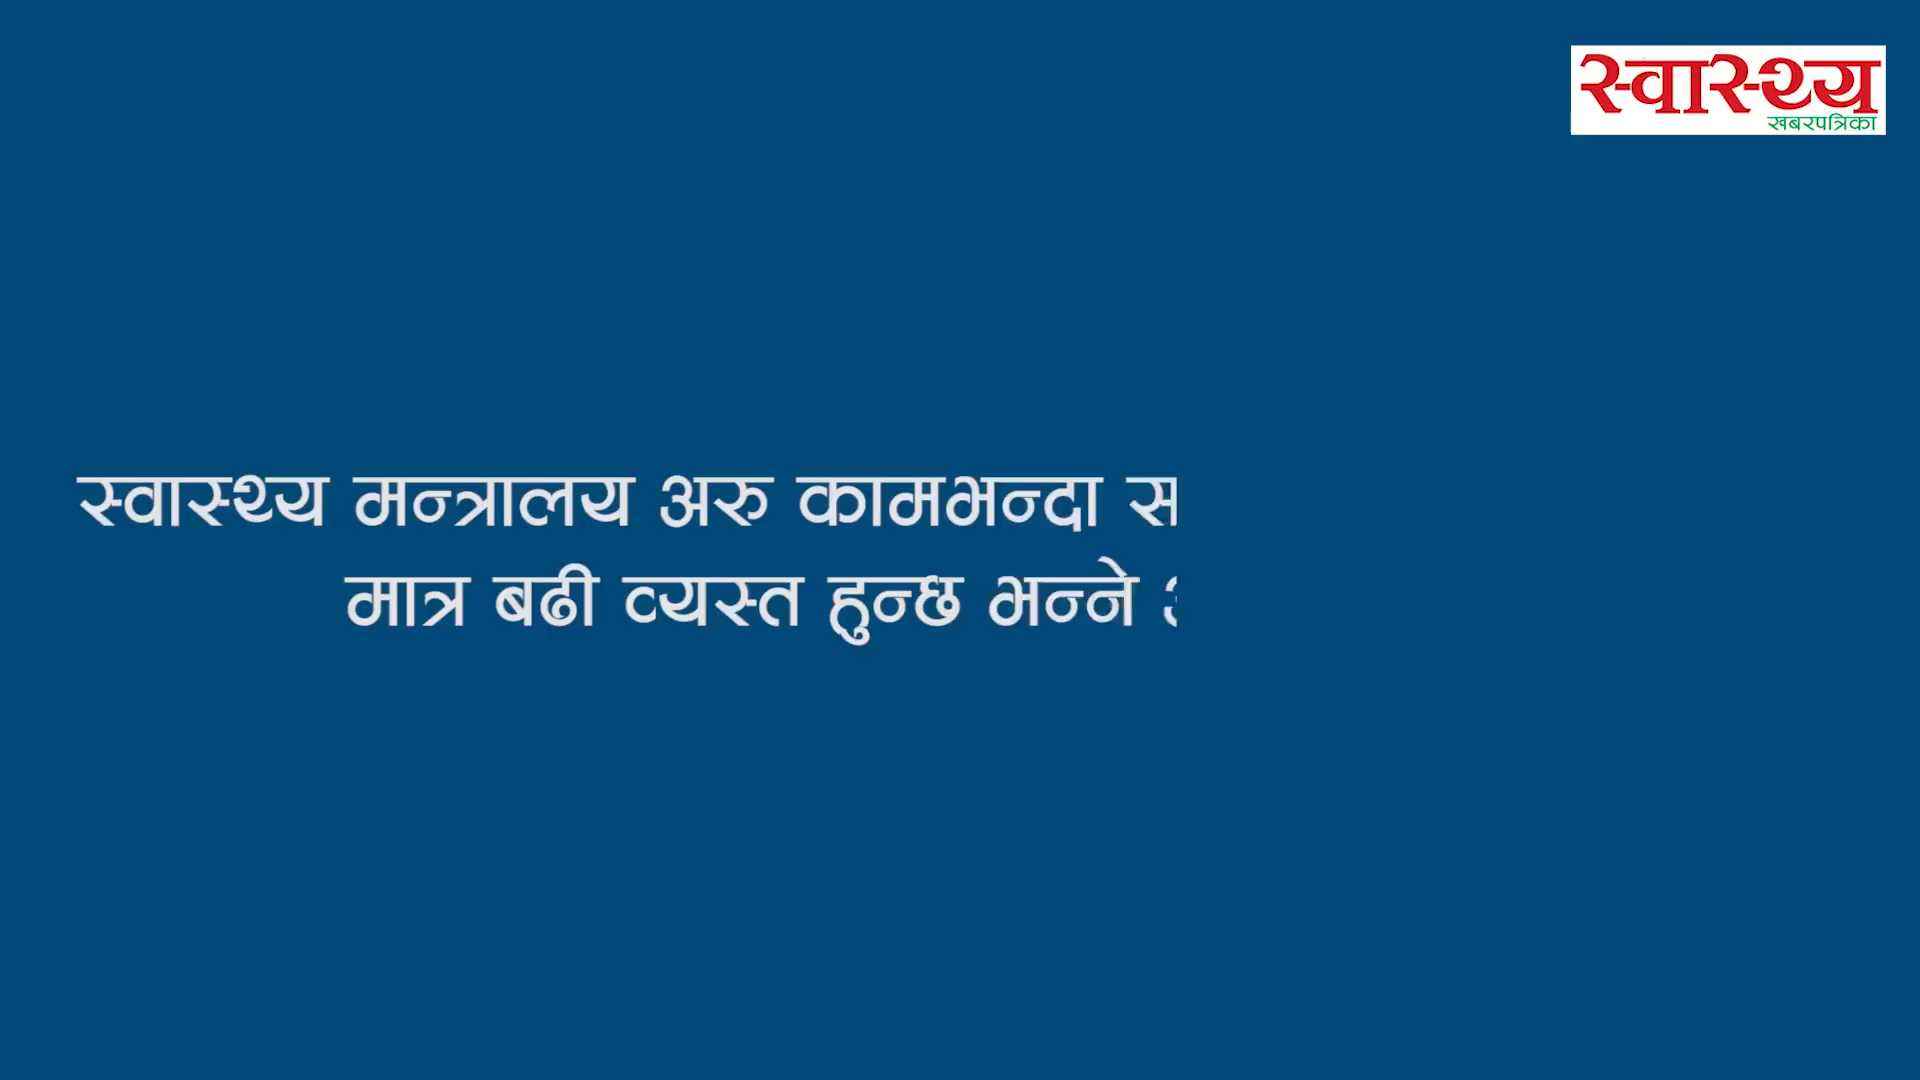 स्वास्थ्य
खबरपत्रिका
स्वास्थ्य मन्त्रालय अरु कामभन्दा
मात्र बढी व्यस्त हुन्छ भन्ने